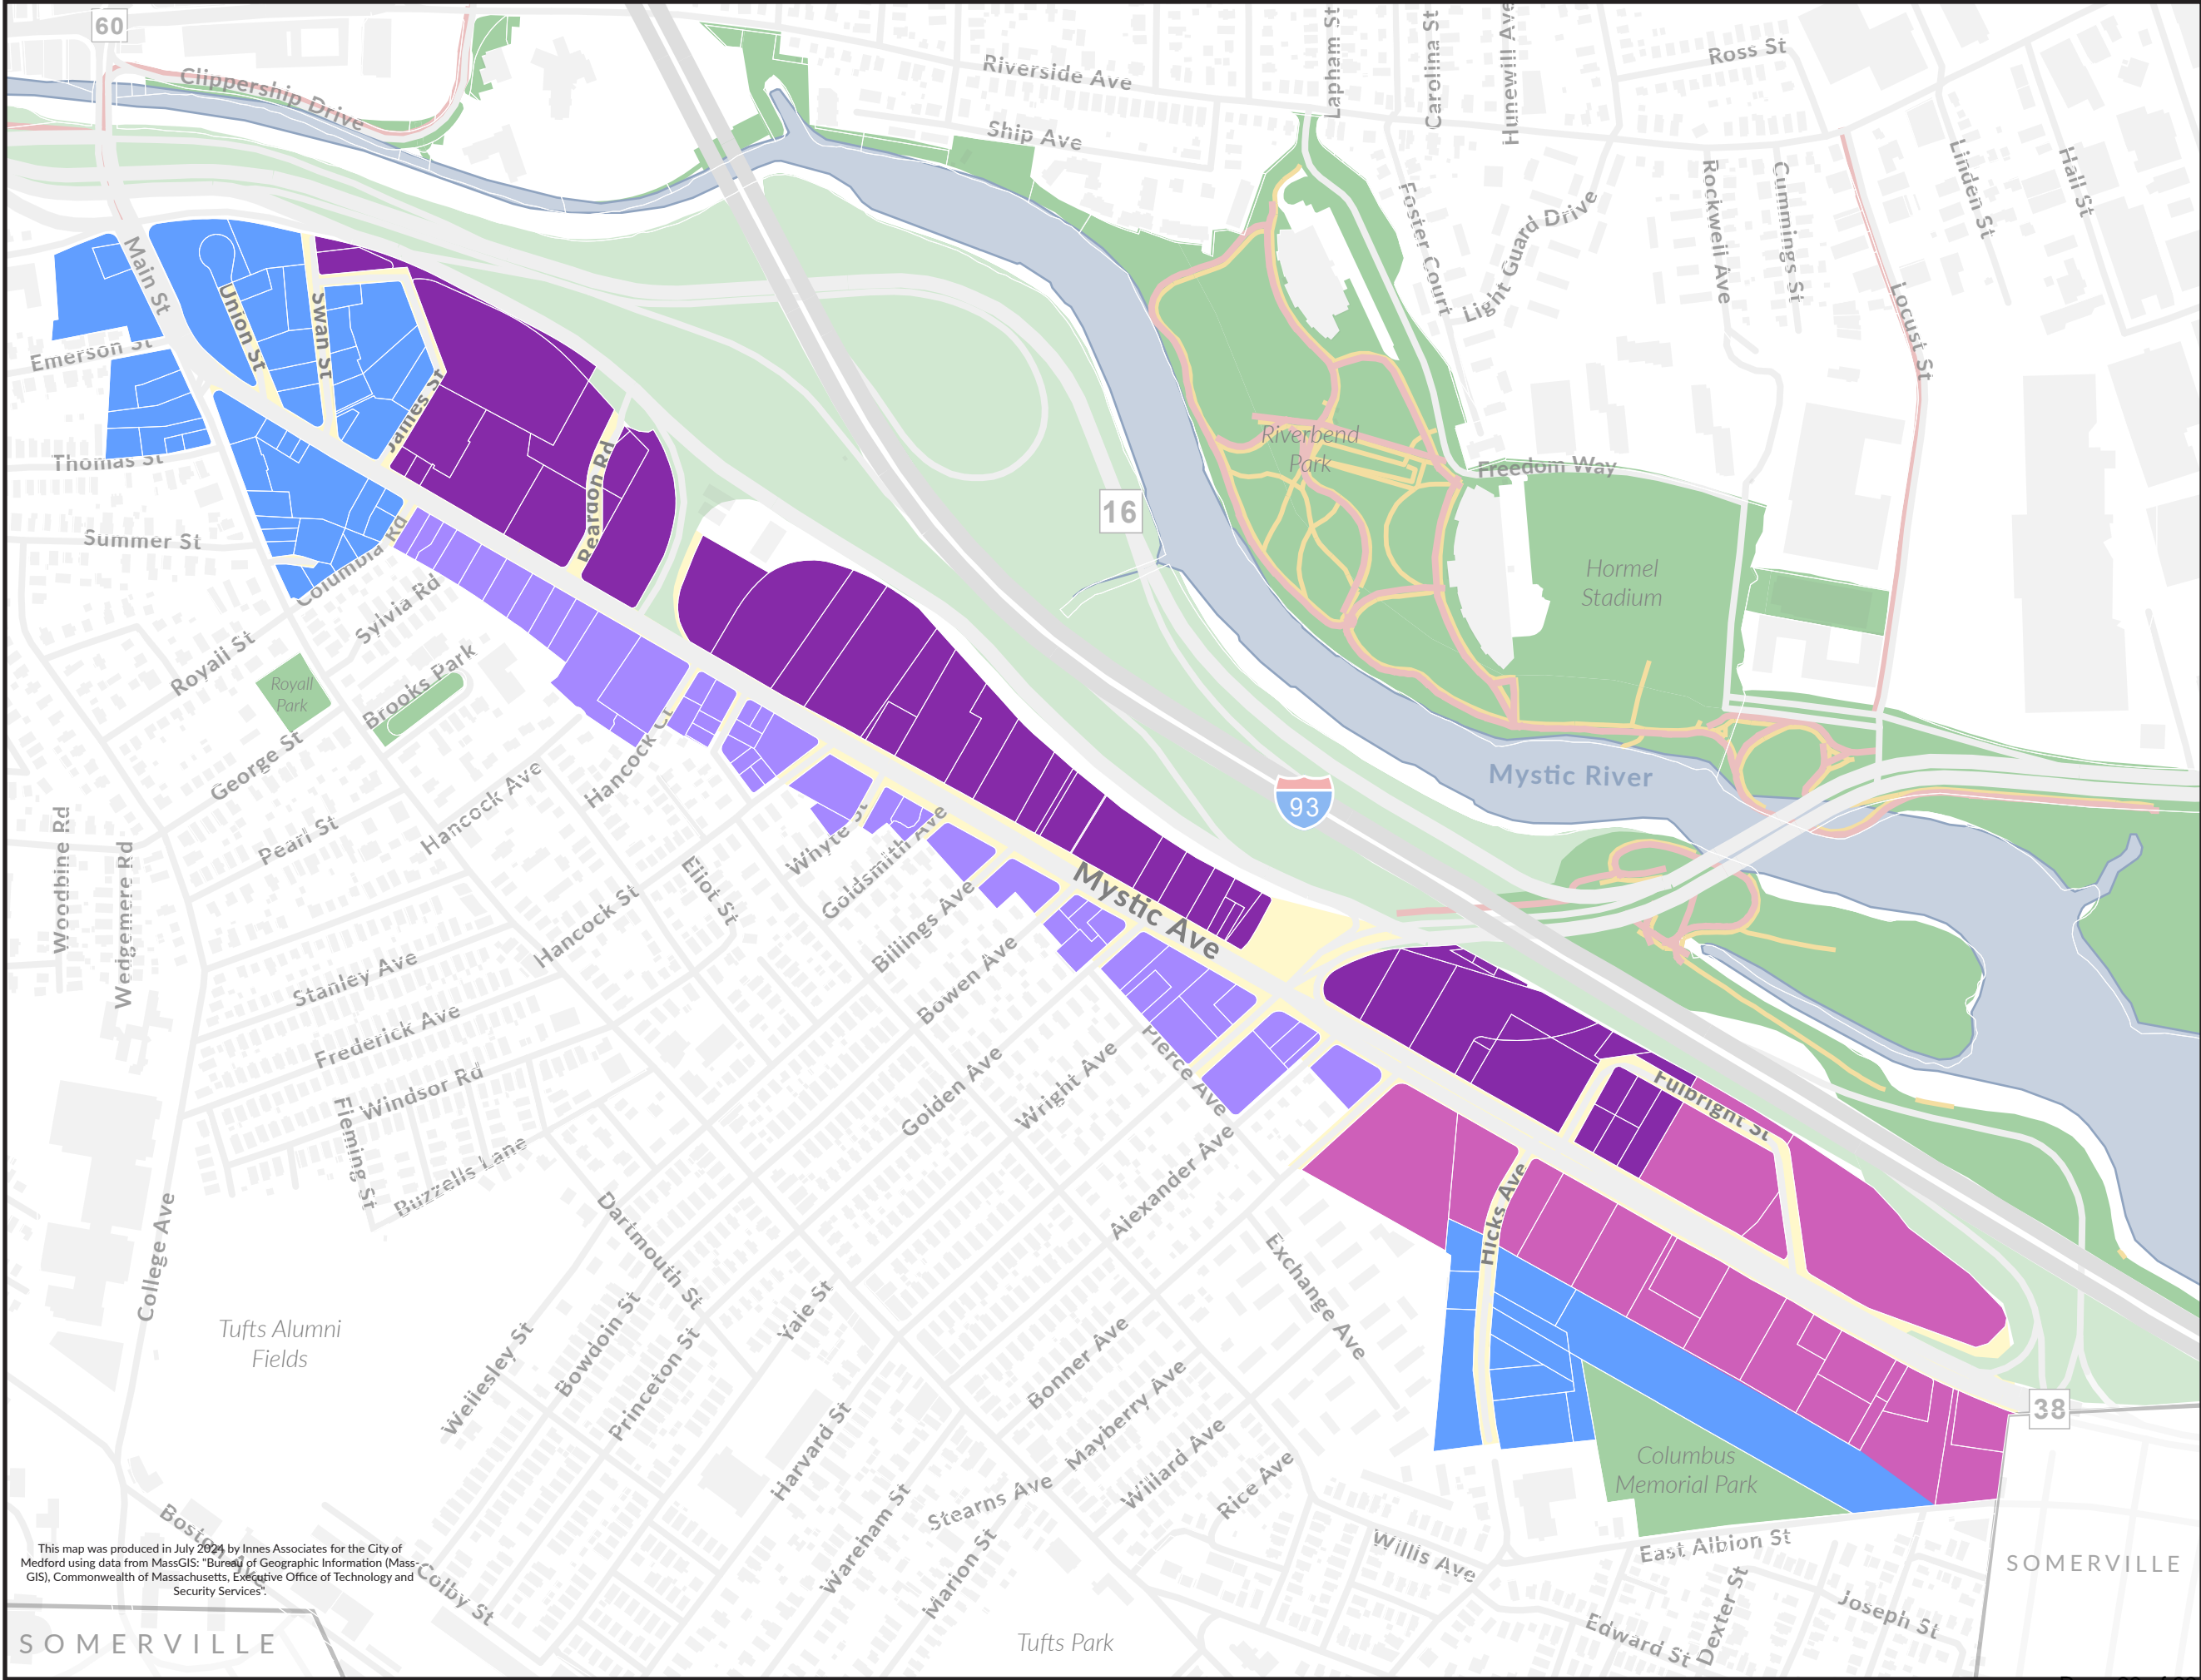 60
Clippership Drive
Riverside Ave
Ship Ave
Lapham St
Carolina St
Hunnewill Ave
Ross St
Linden St
Hall St
Main St
Union St
Swan St
Emerson St
Thomas St
Summer St
James St
Reardon Rd
Columbia Rd
Sylvia Rd
Royall St
Royall
Park
Brooks Park
George St
Pearl St
Hancock Ave
Hancock Ct
Hancock St
Eliot St
Whyte St
Goldsmith Ave
Billings Ave
Bowen Ave
Golden Ave
Wright Ave
Pierce Ave
Alexander Ave
Exchange Ave
Mystic Ave
Foster Court
Light Guard Drive
Rockwell Ave
Cummings St
Locust St
Riverbend
Park
Freedom Way
Hormel
Stadium
16
93
Mystic River
Fulbright St
Hicks Ave
Woodbine Rd
Wedgemere Rd
Stanley Ave
Frederick Ave
Windsor Rd
Fleming St
Buzzells Lane
College Ave
Dartmouth St
Tufts Alumni
Fields
Wellesley St
Bowdoin St
Princeton St
Yale St
Harvard St
Bonner Ave
Mayberry Ave
Willard Ave
Rice Ave
Stearns Ave
Wareham St
Marion St
Willis Ave
Columbus
Memorial Park
38
East Albion St
Edward St
Dexter St
Joseph St
SOMERVILLE
Boston Ave
Colby St
This map was produced in July 2024 by Innes Associates for the City of
Medford using data from MassGIS: "Bureau of Geographic Information (Mass-
GIS), Commonwealth of Massachusetts, Executive Office of Technology and
Security Services".
SOMERVILLE
Tufts Park